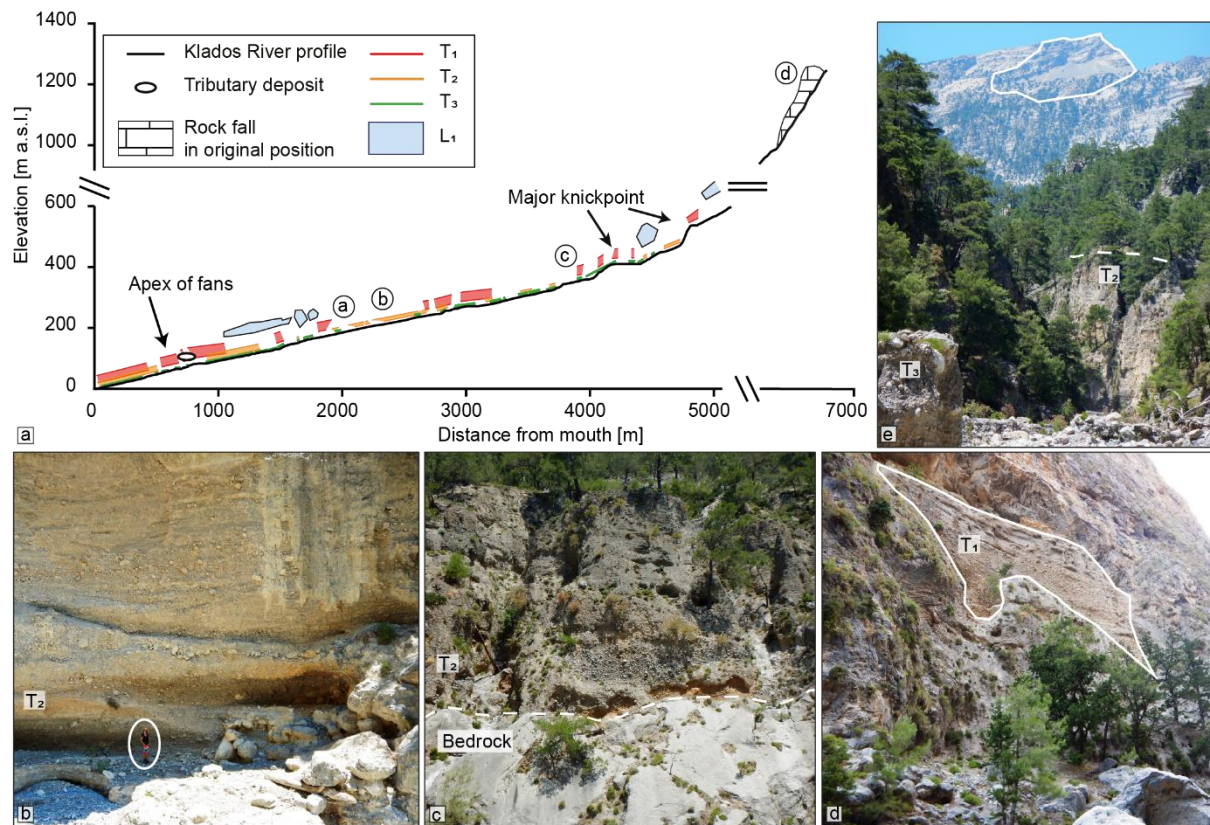 1400
1200
1000
800
600
400
200
0
Elevation [m a.s.l.]
Klados River profile
Tributary deposit
Rock fall
in original position
T₁
T₂
T₃
L₁
d
Major knickpoint
c
Apex of fans
a
b
0
1000
2000
3000
4000
5000
7000
Distance from mouth [m]
a
T₂
T₃
e
T₂
b
T₂
Bedrock
c
T₁
d